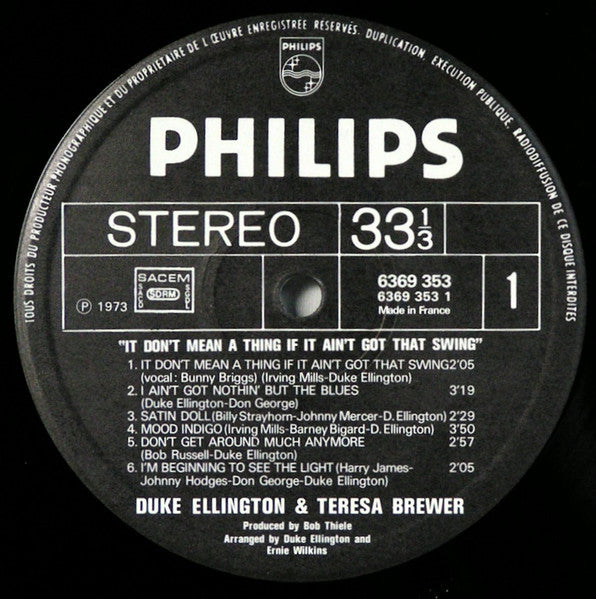 TOUS DROITS DU PRODUCTEUR PHONOGRAPHIQUE ET DU PROPRIETAIRE DE L'ŒUVRE ENREGISTREE RESERVES. DUPLICATION, EXECUTION PUBLIQUE, RADIODIFFUSION DE CE DISQUE INTERDITES
PHILIPS
PHILIPS
STEREO 33 1/3
SACEM
SACD SDRM SGDL
℗ 1973
6369 353
6369 353 1
Made in France
1
"IT DON'T MEAN A THING IF IT AIN'T GOT THAT SWING"
1. IT DON'T MEAN A THING IF IT AIN'T GOT THAT SWING 2'05
(vocal: Bunny Briggs) (Irving Mills-Duke Ellington)
2. I AIN'T GOT NOTHIN' BUT THE BLUES 3'19
(Duke Ellington-Don George)
3. SATIN DOLL (Billy Strayhorn-Johnny Mercer-D. Ellington) 2'29
4. MOOD INDIGO (Irving Mills-Barney Bigard-D. Ellington) 3'50
5. DON'T GET AROUND MUCH ANYMORE 2'57
(Bob Russell-Duke Ellington)
6. I'M BEGINNING TO SEE THE LIGHT (Harry James- 2'05
Johnny Hodges-Don George-Duke Ellington)
DUKE ELLINGTON & TERESA BREWER
Produced by Bob Thiele
Arranged by Duke Ellington and
Ernie Wilkins